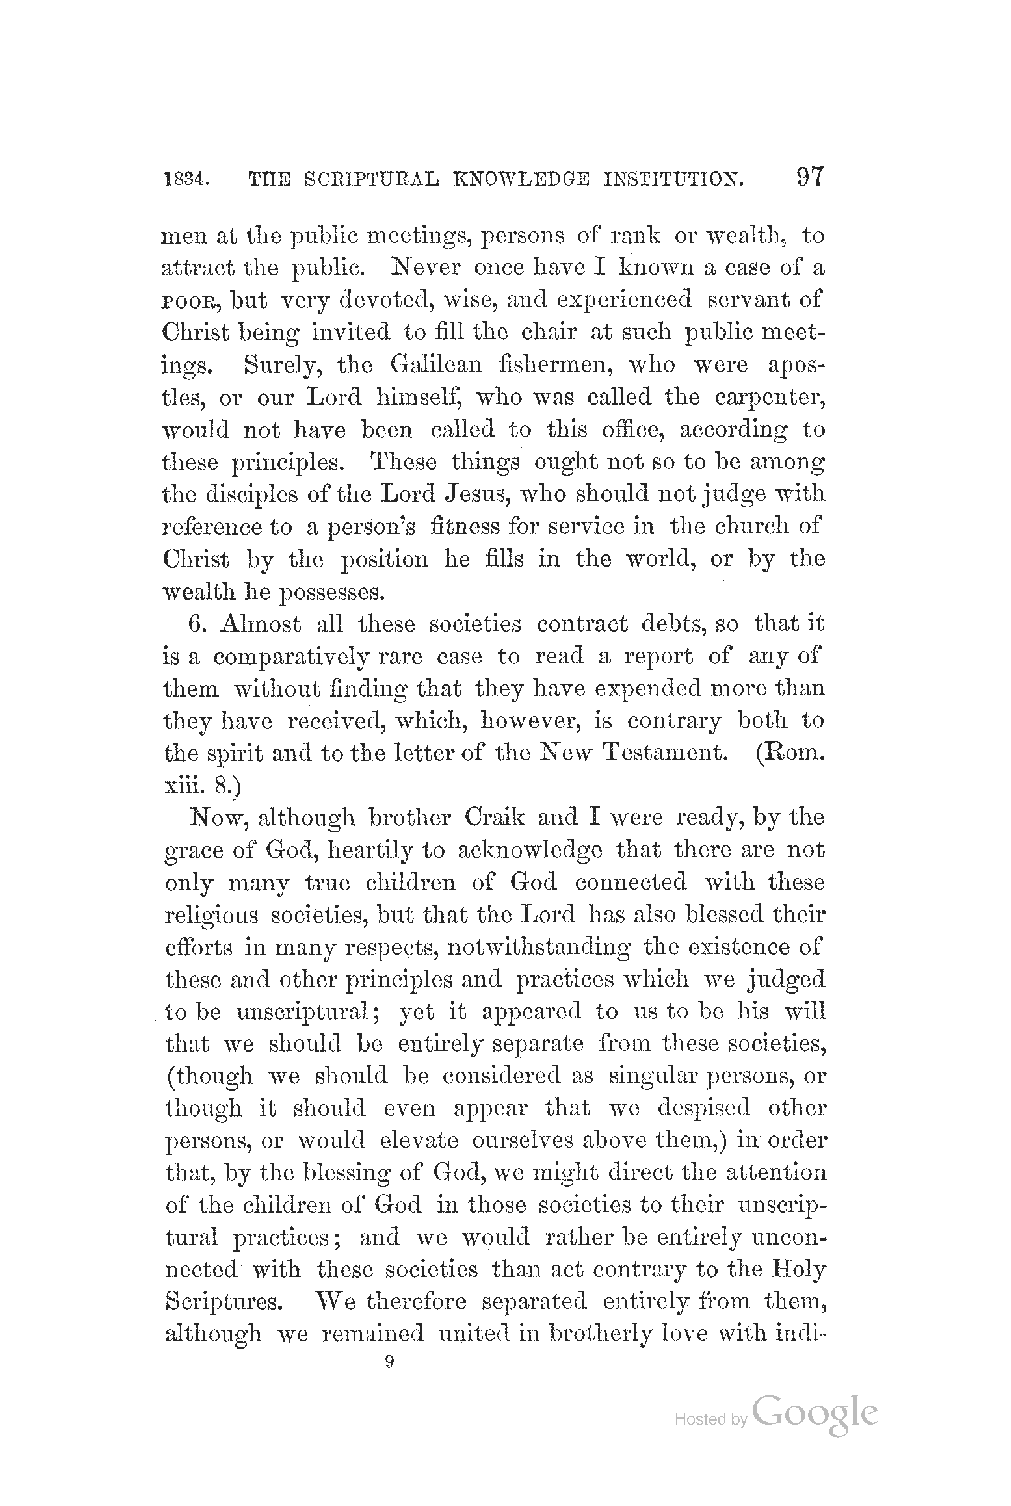 1834. THE SCRIPTURAL KNOWLEDGE INSTITUTION. 97
men at the public meetings, persons of rank or wealth, to
attract the public. Never once have I known a case of a
POOR, but very devoted, wise, and experienced servant of
Christ being invited to fill the chair at such public meet-
ings. Surely, the Galilean fishermen, who were apos-
tles, or our Lord himself, who was called the carpenter,
would not have been called to this office, according to
these principles. These things ought not so to be among
the disciples of the Lord Jesus, who should not judge with
reference to a person's fitness for service in the church of
Christ by the position he fills in the world, or by the
wealth he possesses.
6. Almost all these societies contract debts, so that it
is a comparatively rare case to read a report of any of
them without finding that they have expended more than
they have received, which, however, is contrary both to
the spirit and to the letter of the New Testament. (Rom.
xiii. 8.)
Now, although brother Craik and I were ready, by the
grace of God, heartily to acknowledge that there are not
only many true children of God connected with these
religious societies, but that the Lord has also blessed their
efforts in many respects, notwithstanding the existence of
these and other principles and practices which we judged
to be unscriptural; yet it appeared to us to be his will
that we should be entirely separate from these societies,
(though we should be considered as singular persons, or
though it should even appear that we despised other
persons, or would elevate ourselves above them,) in order
that, by the blessing of God, we might direct the attention
of the children of God in those societies to their unscrip-
tural practices; and we would rather be entirely uncon-
nected with these societies than act contrary to the Holy
Scriptures. We therefore separated entirely from them,
although we remained united in brotherly love with indi-
9
Hosted by Google